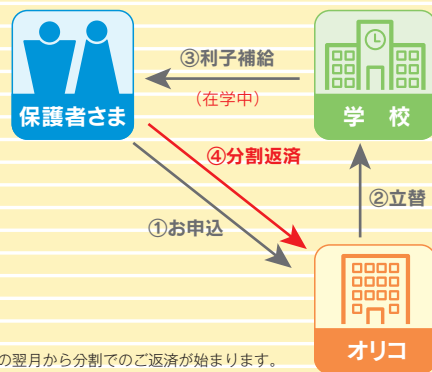 ③利子補給
(在学中)
保護者さま
学 校
④分割返済
②立替
①お申込
オリコ
の翌月から分割でのご返済が始まります。